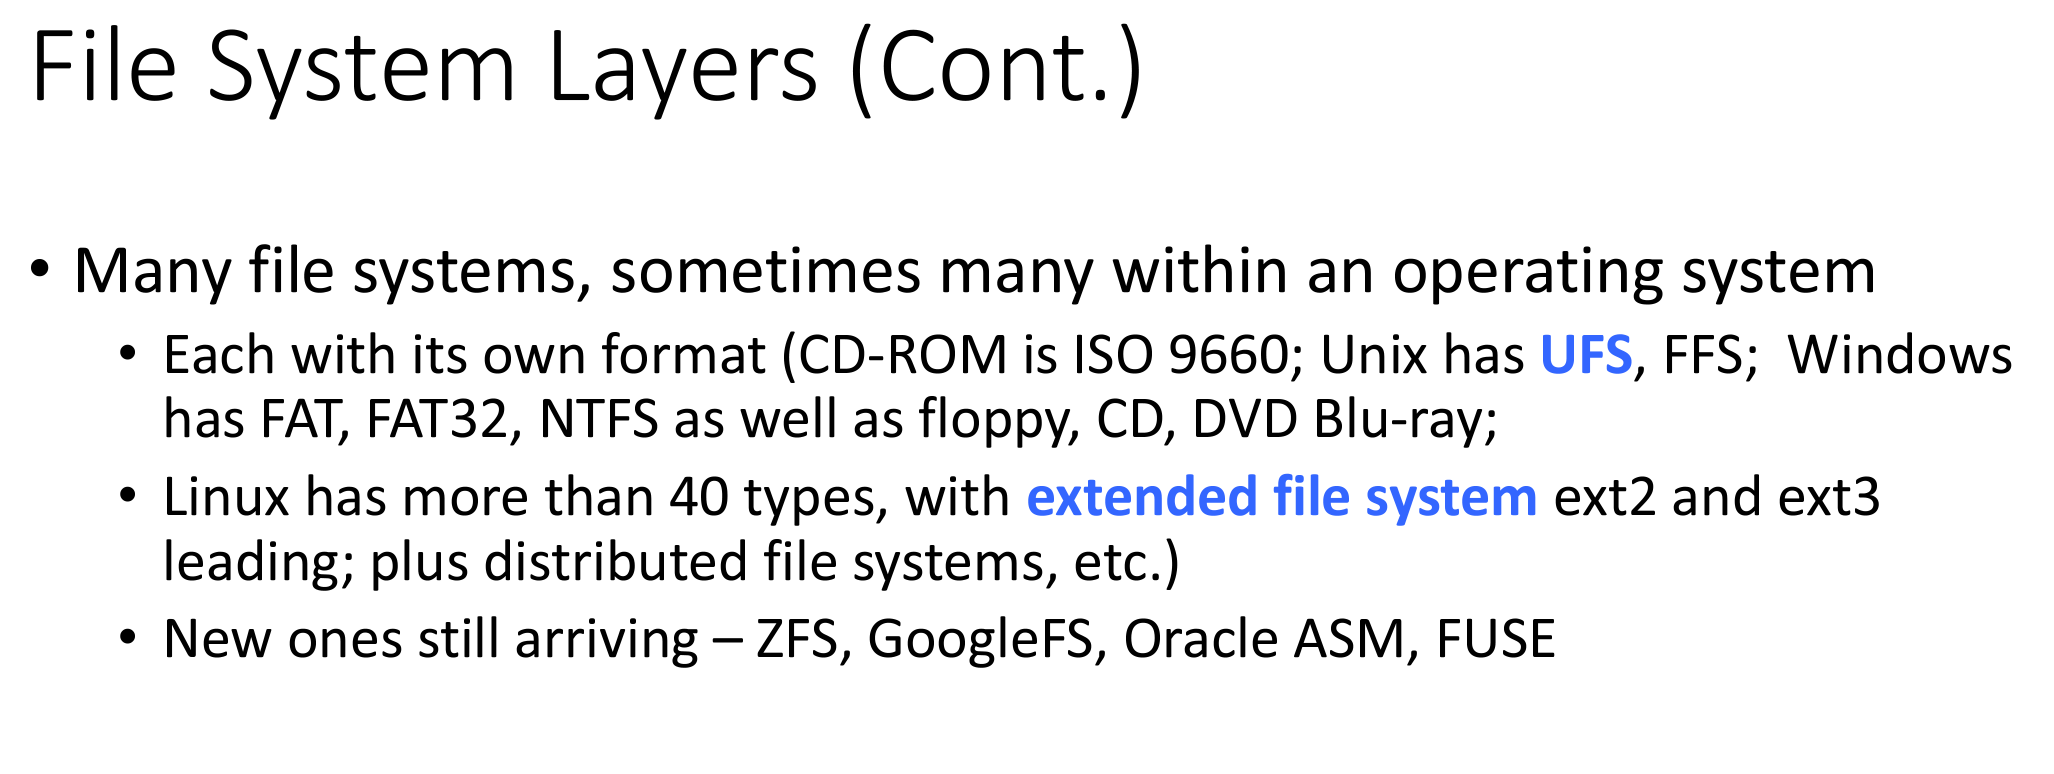 File System Layers (Cont.)
• Many file systems, sometimes many within an operating system
• Each with its own format (CD-ROM is ISO 9660; Unix has UFS, FFS;  Windows
has FAT, FAT32, NTFS as well as floppy, CD, DVD Blu-ray;
• Linux has more than 40 types, with extended file system ext2 and ext3
leading; plus distributed file systems, etc.)
• New ones still arriving – ZFS, GoogleFS, Oracle ASM, FUSE